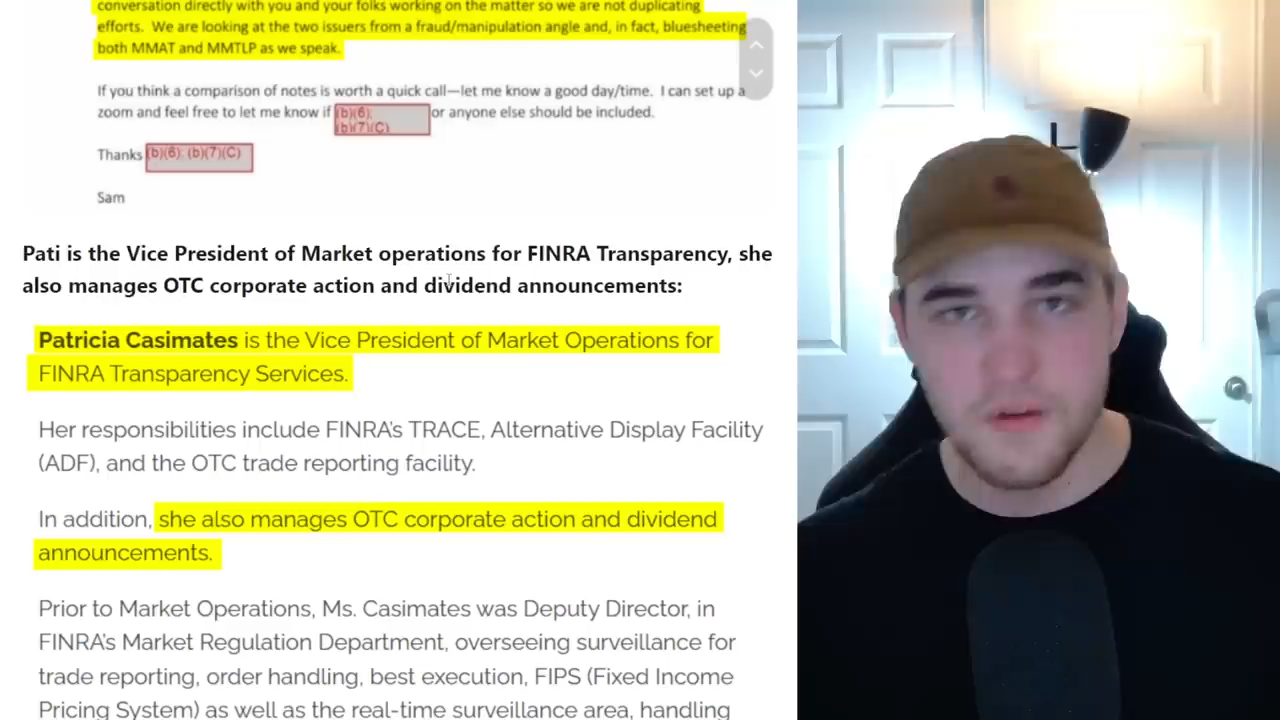 conversation directly with you and your folks working on the matter so we are not duplicating
efforts. We are looking at the two issuers from a fraud/manipulation angle and, in fact, bluesheeting
both MMAT and MMTLP as we speak.
If you think a comparison of notes is worth a quick call—let me know a good day/time. I can set up a
zoom and feel free to let me know if (b)(6); (b)(7)(C) or anyone else should be included.
Thanks (b)(6); (b)(7)(C)
Sam
Pati is the Vice President of Market operations for FINRA Transparency, she
also manages OTC corporate action and dividend announcements:
Patricia Casimates is the Vice President of Market Operations for
FINRA Transparency Services.
Her responsibilities include FINRA's TRACE, Alternative Display Facility
(ADF), and the OTC trade reporting facility.
In addition, she also manages OTC corporate action and dividend
announcements.
Prior to Market Operations, Ms. Casimates was Deputy Director, in
FINRA's Market Regulation Department, overseeing surveillance for
trade reporting, order handling, best execution, FIPS (Fixed Income
Pricing System) as well as the real-time surveillance area, handling